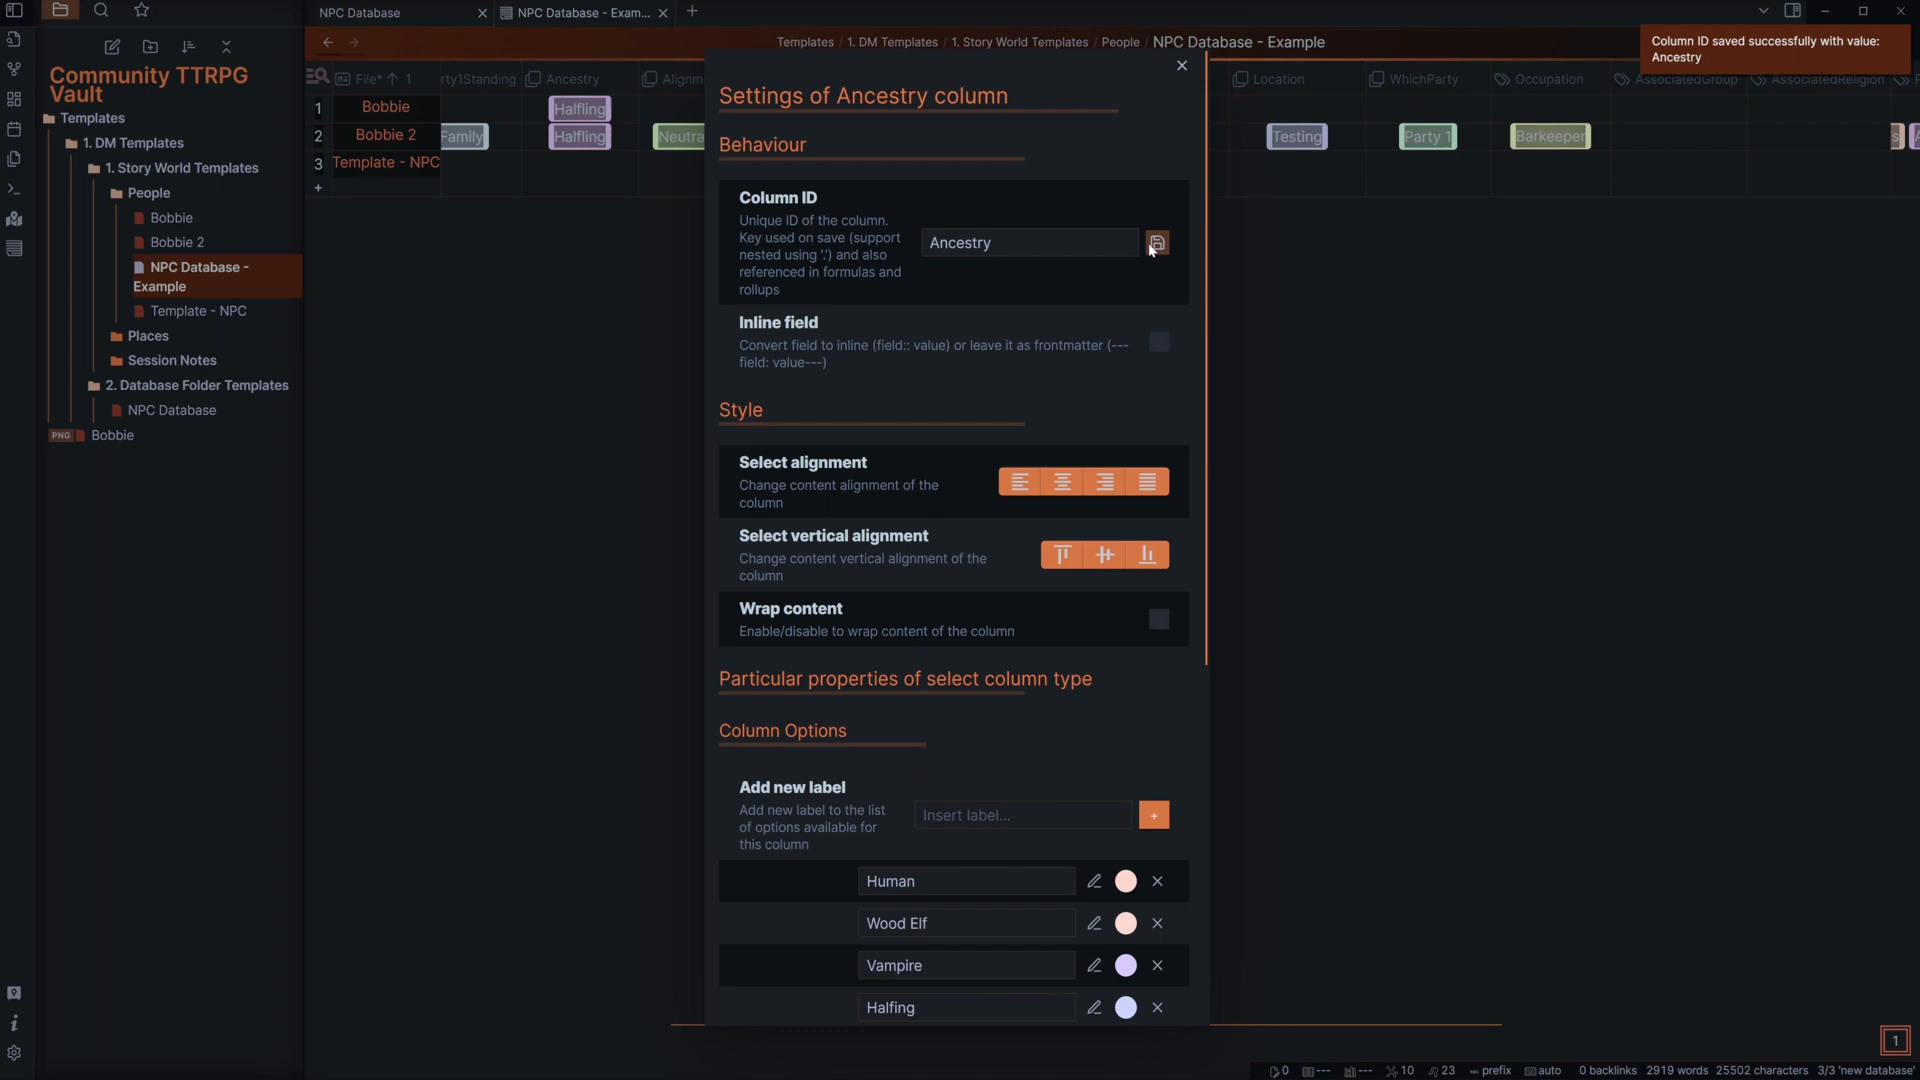 NPC Database
NPC Database - Exam...
Templates / 1. DM Templates / 1. Story World Templates / People / NPC Database - Example
Column ID saved successfully with value:
Ancestry
Community TTRPG
Vault
Templates
1. DM Templates
1. Story World Templates
People
Bobbie
Bobbie 2
NPC Database -
Example
Template - NPC
Places
Session Notes
2. Database Folder Templates
NPC Database
PNG Bobbie
File* ↑ 1
rty1Standing
Ancestry
Alignm
Location
WhichParty
Occupation
AssociatedGroup
AssociatedReligion
1 Bobbie Halfling
2 Bobbie 2 Family Halfling Neutra Testing Party 1 Barkeeper
3 Template - NPC
+
Settings of Ancestry column
Behaviour
Column ID
Unique ID of the column.
Key used on save (support
nested using '.') and also
referenced in formulas and
rollups
Ancestry
Inline field
Convert field to inline (field:: value) or leave it as frontmatter (---
field: value---)
Style
Select alignment
Change content alignment of the
column
Select vertical alignment
Change content vertical alignment of the
column
Wrap content
Enable/disable to wrap content of the column
Particular properties of select column type
Column Options
Add new label
Add new label to the list
of options available for
this column
Insert label...
+
Human
Wood Elf
Vampire
Halfing
1
0 --- --- 10 23 prefix auto 0 backlinks 2919 words 25502 characters 3/3 'new database'